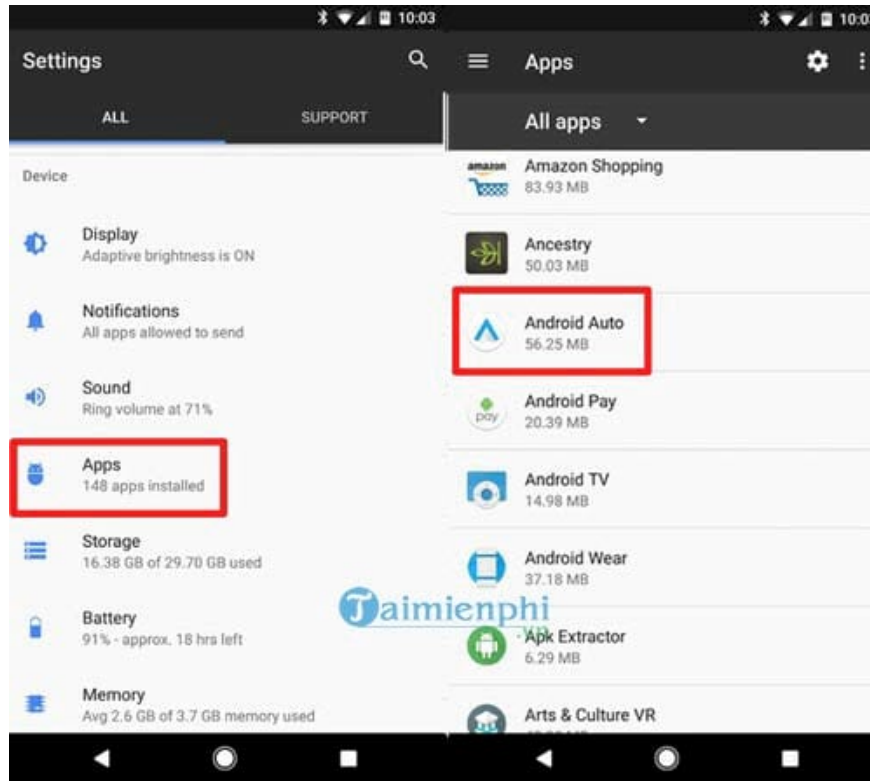 10:03
Settings
ALL
SUPPORT
Device
Display
Adaptive brightness is ON
Notifications
All apps allowed to send
Sound
Ring volume at 71%
Apps
148 apps installed
Storage
16.38 GB of 29.70 GB used
Battery
91% - approx. 18 hrs left
Memory
Avg 2.6 GB of 3.7 GB memory used
Apps
All apps
amazon
Amazon Shopping
83.93 MB
Ancestry
50.03 MB
Android Auto
56.25 MB
pay
Android Pay
20.39 MB
Android TV
14.98 MB
Android Wear
37.18 MB
Apk Extractor
6.29 MB
Arts & Culture VR
Taimienphi
.vn